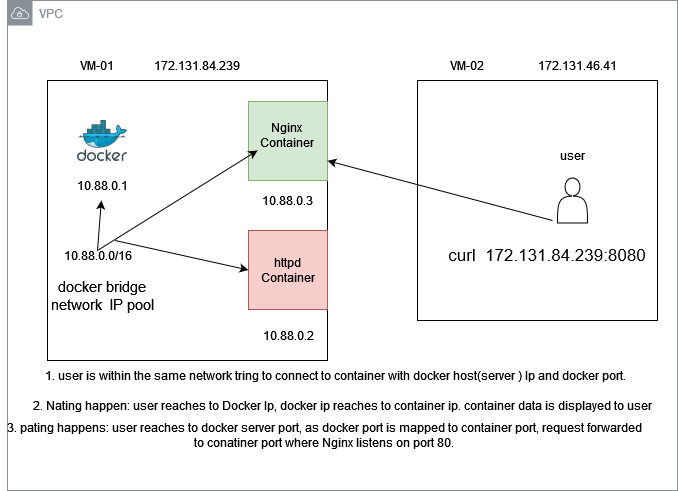 VPC
VM-01 172.131.84.239
VM-02 172.131.46.41
Nginx
Container
docker
user
10.88.0.1
10.88.0.3
10.88.0.0/16
curl 172.131.84.239:8080
httpd
Container
docker bridge
network IP pool
10.88.0.2
1. user is within the same network tring to connect to container with docker host(server ) Ip and docker port.
2. Nating happen: user reaches to Docker Ip, docker ip reaches to container ip. container data is displayed to user
3. pating happens: user reaches to docker server port, as docker port is mapped to container port, request forwarded
to conatiner port where Nginx listens on port 80.